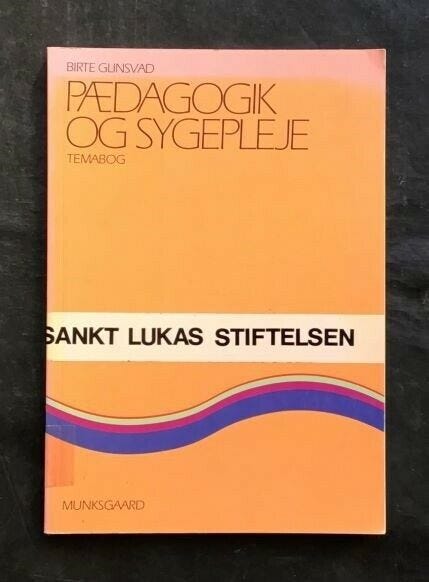 BIRTE GLINSVAD
PÆDAGOGIK
OG SYGEPLEJE
TEMABOG
SANKT LUKAS STIFTELSEN
MUNKSGAARD